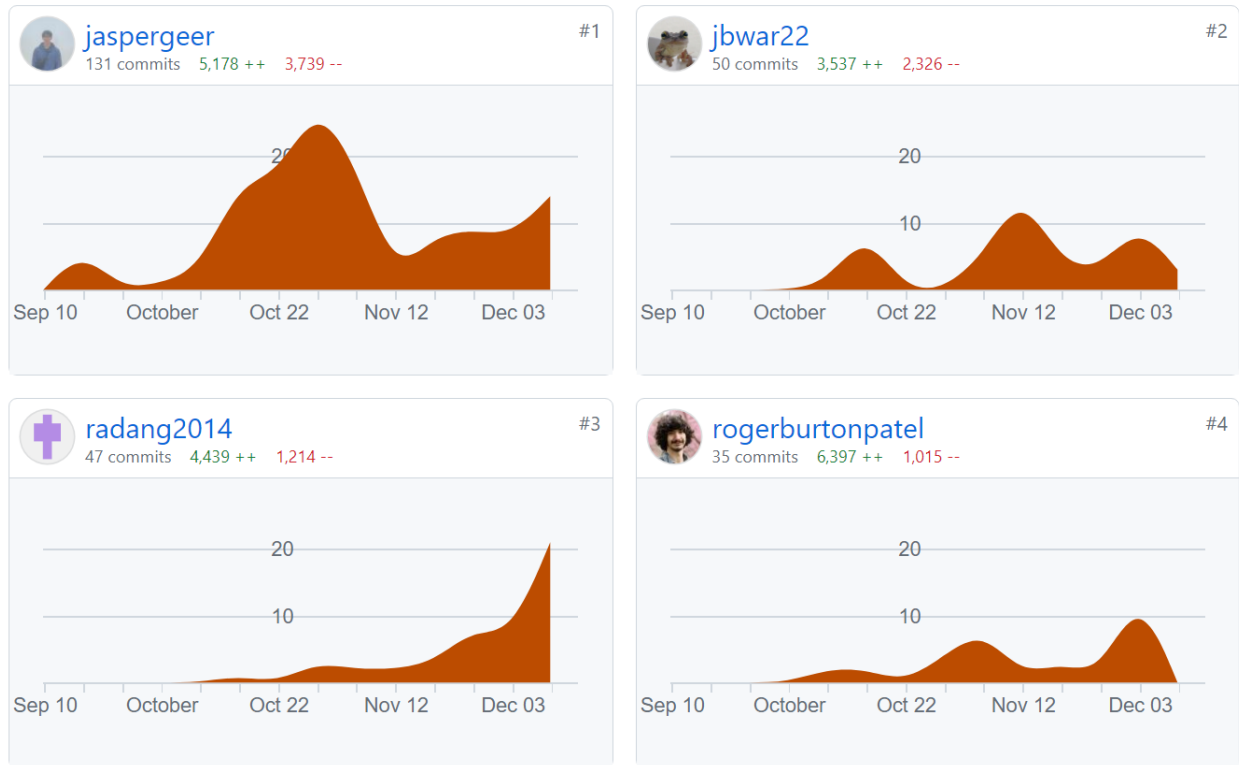 jaspergeer #1
131 commits 5,178 ++ 3,739 --
20
Sep 10 October Oct 22 Nov 12 Dec 03
jbwar22 #2
50 commits 3,537 ++ 2,326 --
20
10
Sep 10 October Oct 22 Nov 12 Dec 03
radang2014 #3
47 commits 4,439 ++ 1,214 --
20
10
Sep 10 October Oct 22 Nov 12 Dec 03
rogerburtonpatel #4
35 commits 6,397 ++ 1,015 --
20
10
Sep 10 October Oct 22 Nov 12 Dec 03